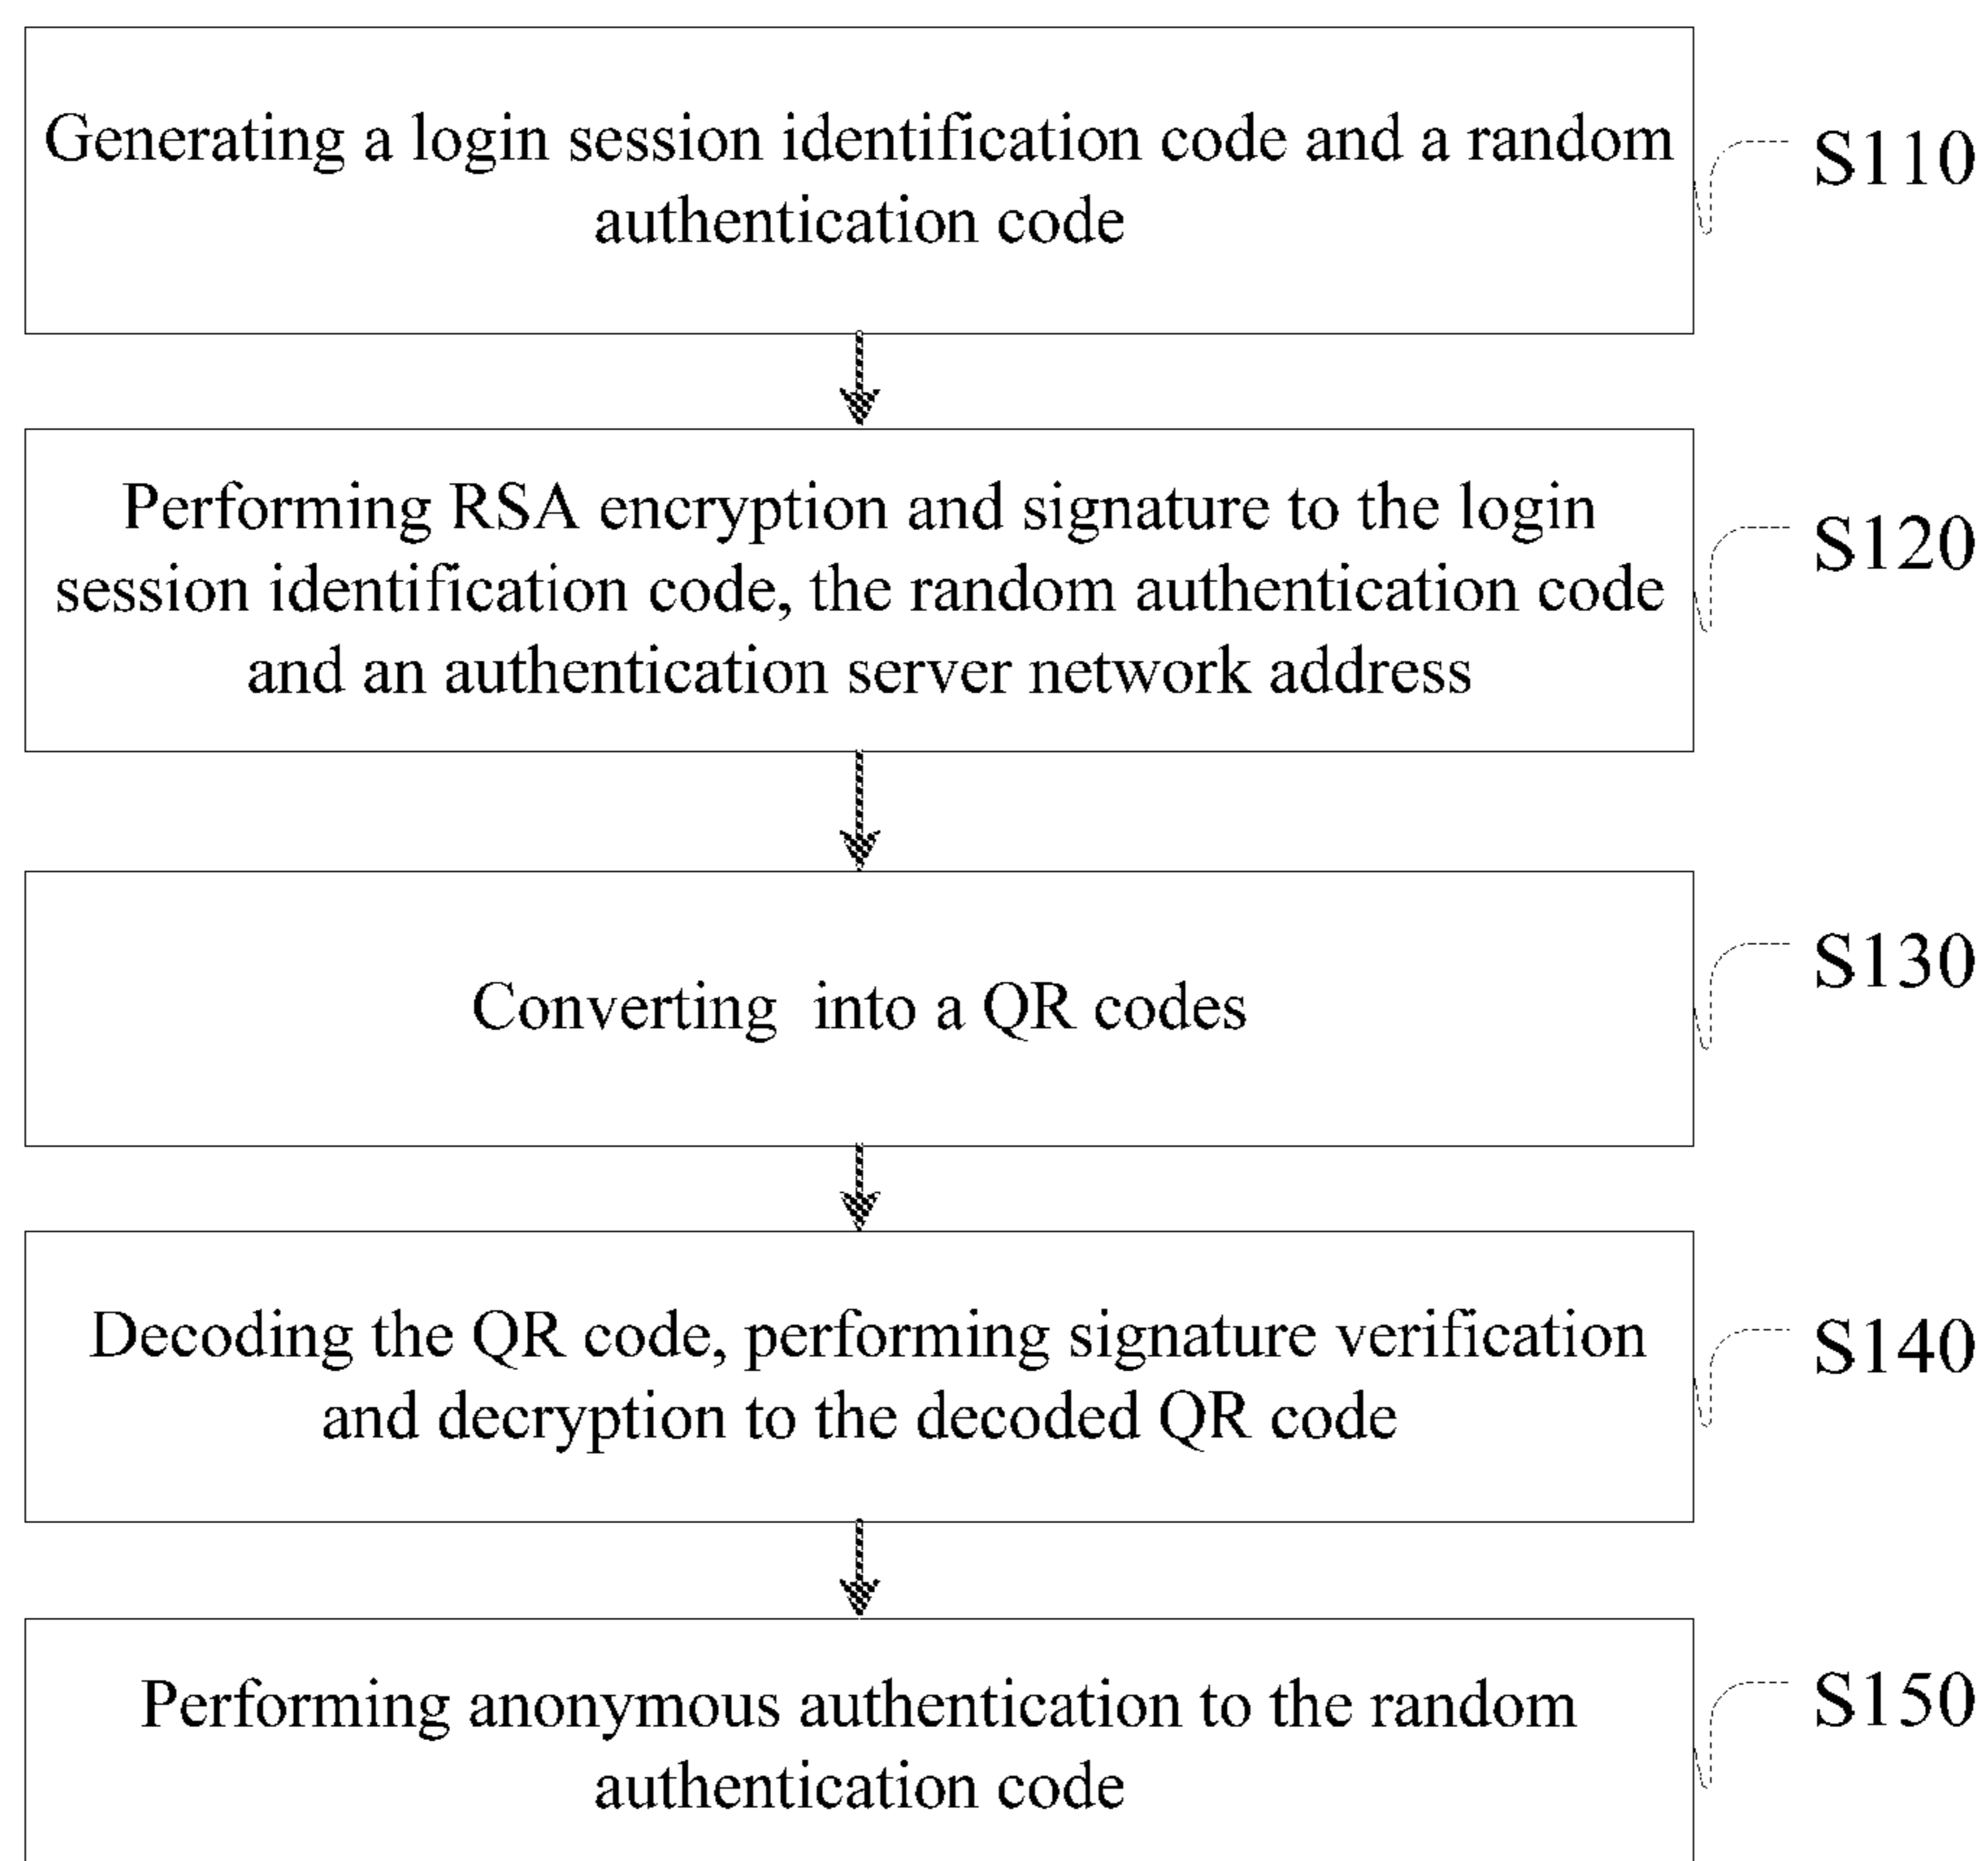 Generating a login session identification code and a random
authentication code
S110
Performing RSA encryption and signature to the login
session identification code, the random authentication code
and an authentication server network address
S120
Converting into a QR codes
S130
Decoding the QR code, performing signature verification
and decryption to the decoded QR code
S140
Performing anonymous authentication to the random
authentication code
S150